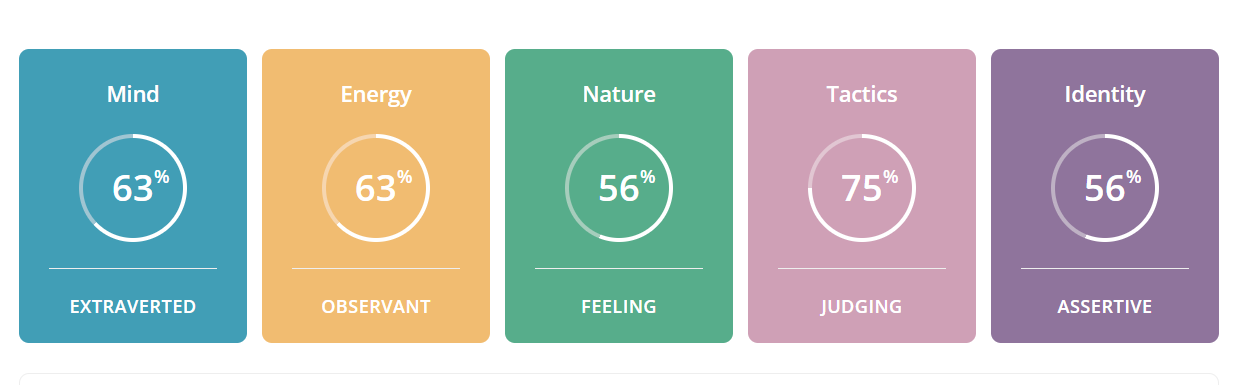 Mind
63%
EXTRAVERTED
Energy
63%
OBSERVANT
Nature
56%
FEELING
Tactics
75%
JUDGING
Identity
56%
ASSERTIVE